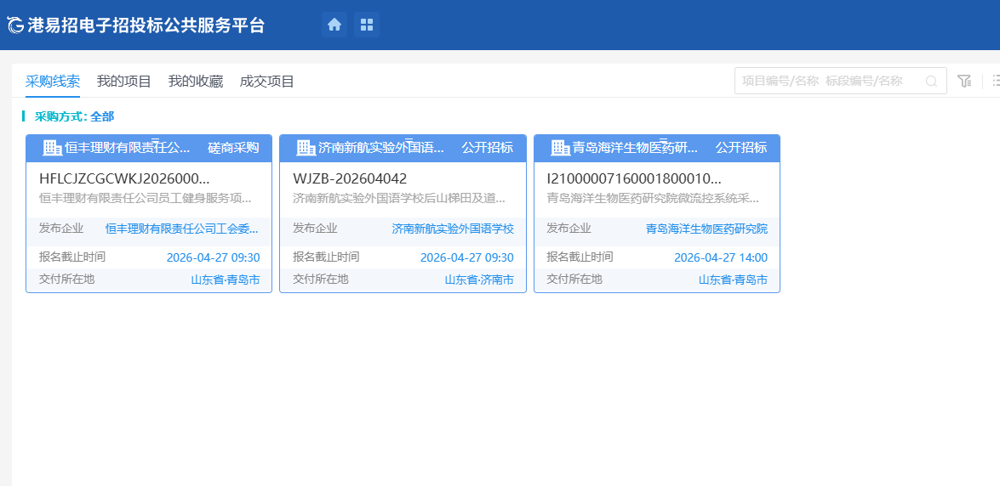 港易招电子招投标公共服务平台
采购线索 我的项目 我的收藏 成交项目 项目编号/名称 标段编号/名称
采购方式: 全部
恒丰理财有限责任公... 磋商采购
HFLCJZCGCWKJ2026000...
恒丰理财有限责任公司员工健身服务项...
发布企业 恒丰理财有限责任公司工会委...
报名截止时间 2026-04-27 09:30
交付所在地 山东省·青岛市
济南新航实验外国语... 公开招标
WJZB-202604042
济南新航实验外国语学校后山梯田及道...
发布企业 济南新航实验外国语学校
报名截止时间 2026-04-27 09:30
交付所在地 山东省·济南市
青岛海洋生物医药研... 公开招标
I21000007160001800010...
青岛海洋生物医药研究院微流控系统采...
发布企业 青岛海洋生物医药研究院
报名截止时间 2026-04-27 14:00
交付所在地 山东省·青岛市